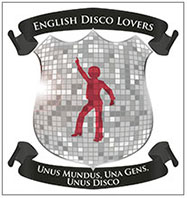 English Disco Lovers
Unus Mundus, Una Gens,
Unus Disco